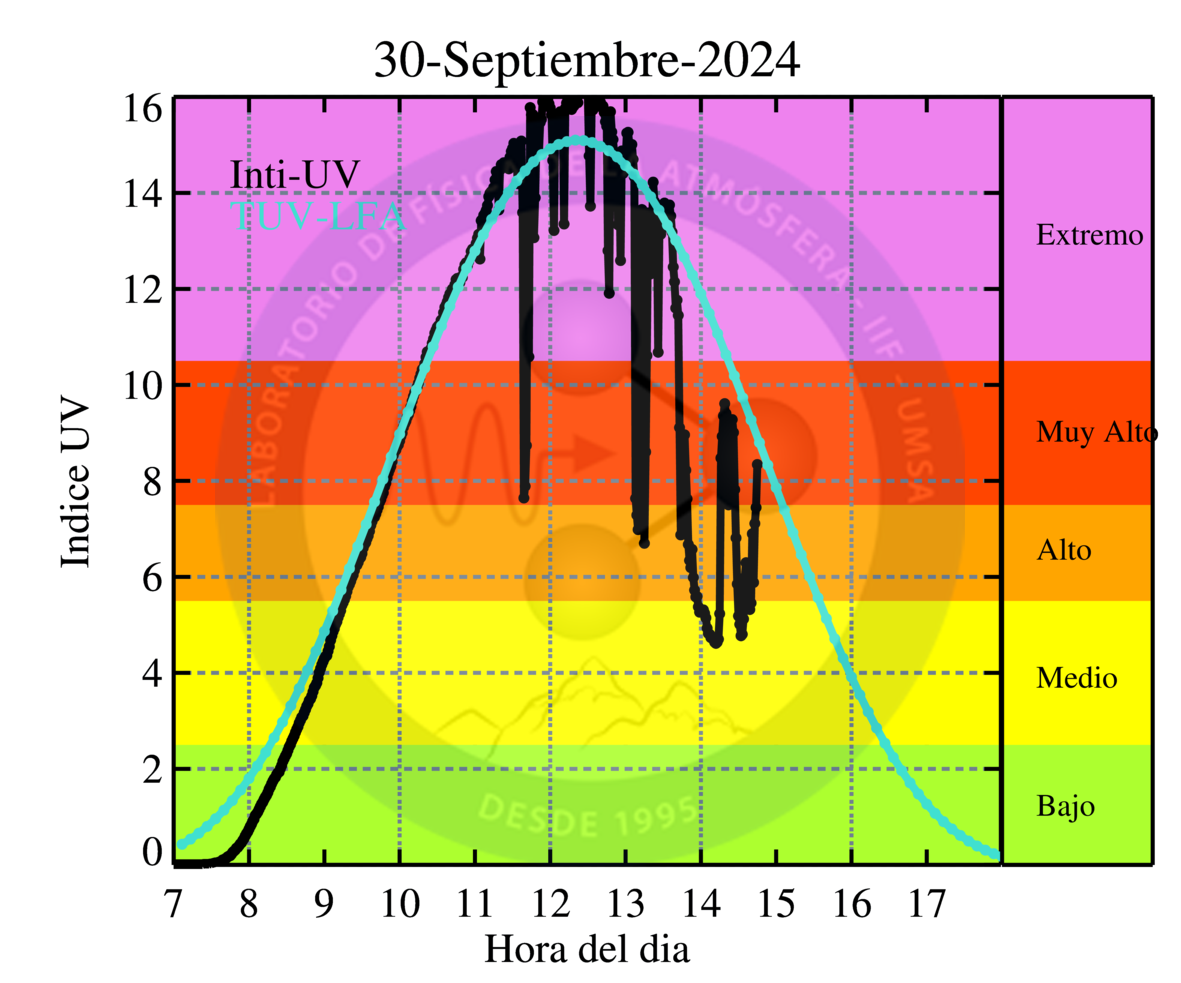 30-Septiembre-2024
Inti-UV
TUV-LFA
LABORATORIO DE FÍSICA DE LA ATMÓSFERA - IIF - UMSA
DESDE 1995
Indice UV
16
14
12
10
8
6
4
2
0
Extremo
Muy Alto
Alto
Medio
Bajo
7 8 9 10 11 12 13 14 15 16 17
Hora del dia